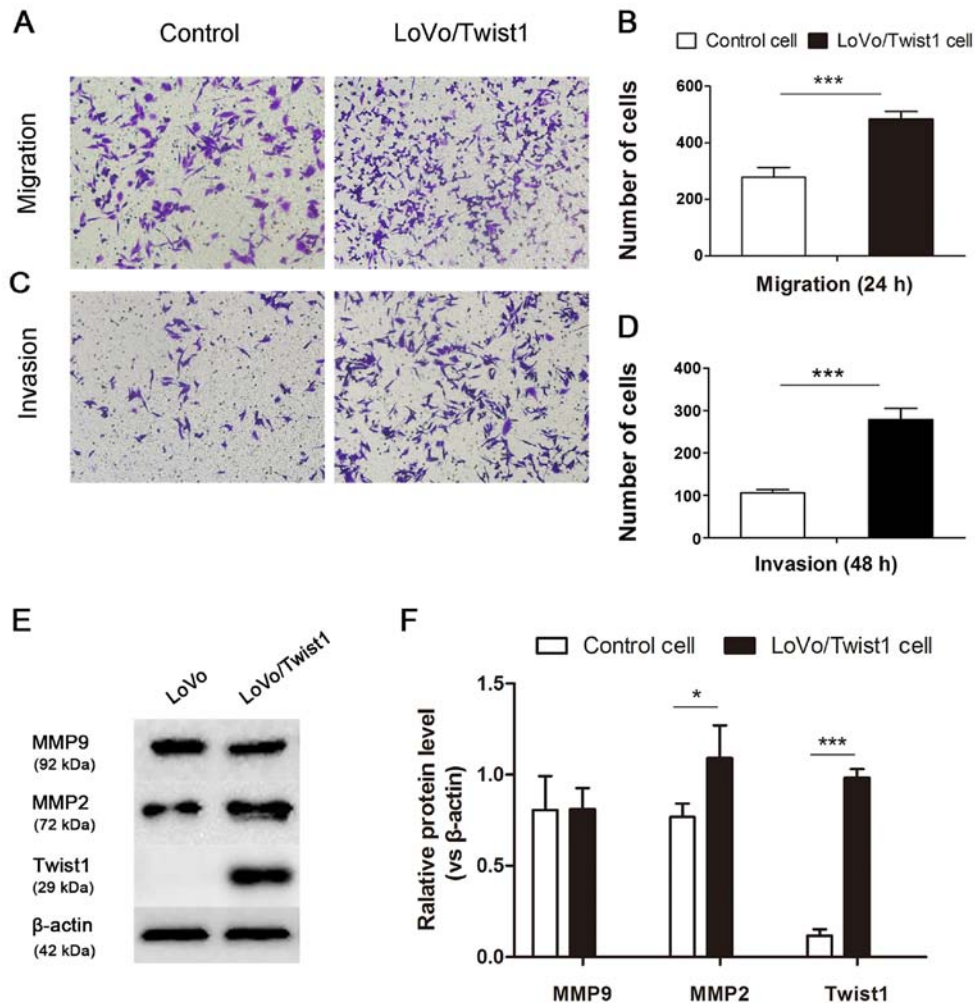 A
Control
LoVo/Twist1
Migration
B
Control cell LoVo/Twist1 cell
Number of cells
600
400
200
0
***
Migration (24 h)
C
Invasion
D
Number of cells
400
300
200
100
0
***
Invasion (48 h)
E
LoVo
LoVo/Twist1
MMP9
(92 kDa)
MMP2
(72 kDa)
Twist1
(29 kDa)
β-actin
(42 kDa)
F
Control cell LoVo/Twist1 cell
Ralative protein level
(vs β-actin)
1.5
1.0
0.5
0.0
*
***
MMP9 MMP2 Twist1